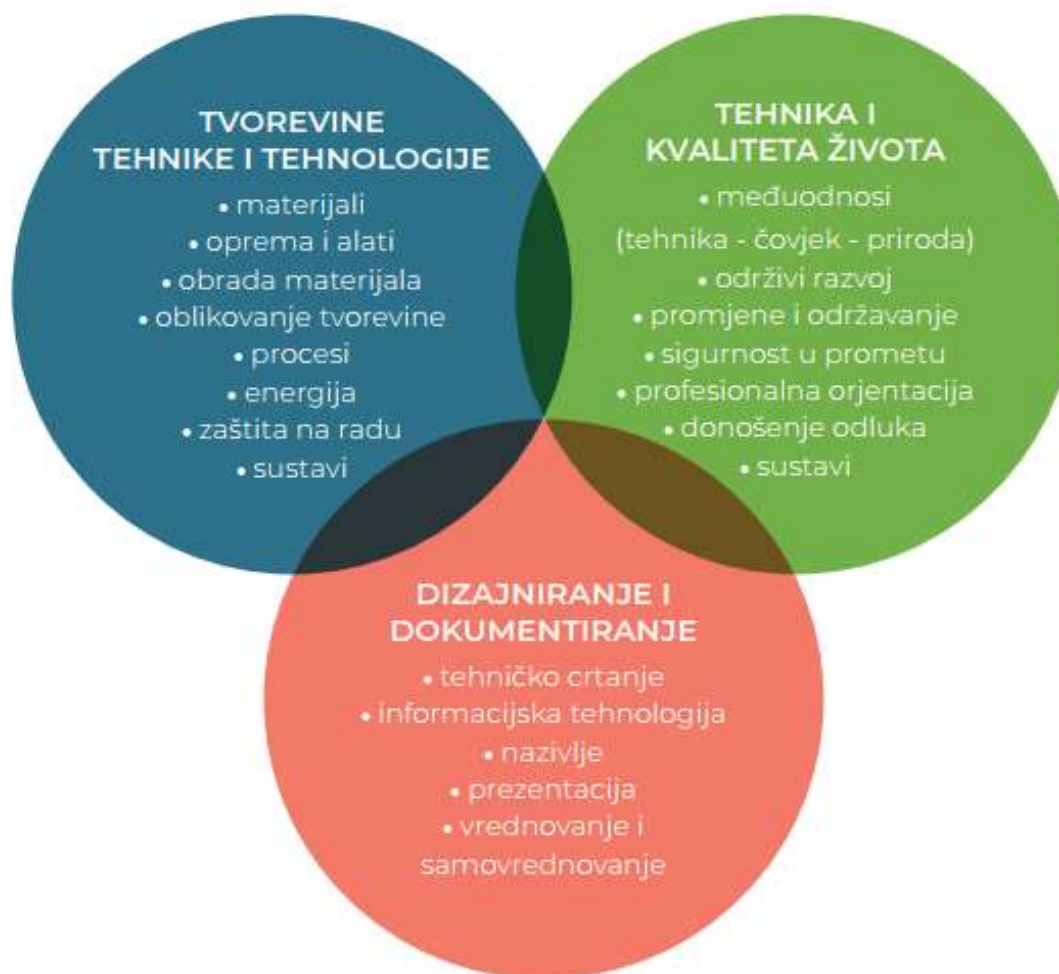 TVOREVINE
TEHNIKE I TEHNOLOGIJE
• materijali
• oprema i alati
• obrada materijala
• oblikovanje tvorevine
• procesi
• energija
• zaštita na radu
• sustavi
TEHNIKA I
KVALITETA ŽIVOTA
• međuodnosi
(tehnika - čovjek - priroda)
• održivi razvoj
• promjene i održavanje
• sigurnost u prometu
• profesionalna orjentacija
• donošenje odluka
• sustavi
DIZAJNIRANJE I
DOKUMENTIRANJE
• tehničko crtanje
• informacijska tehnologija
• nazivlje
• prezentacija
• vrednovanje i
samovrednovanje